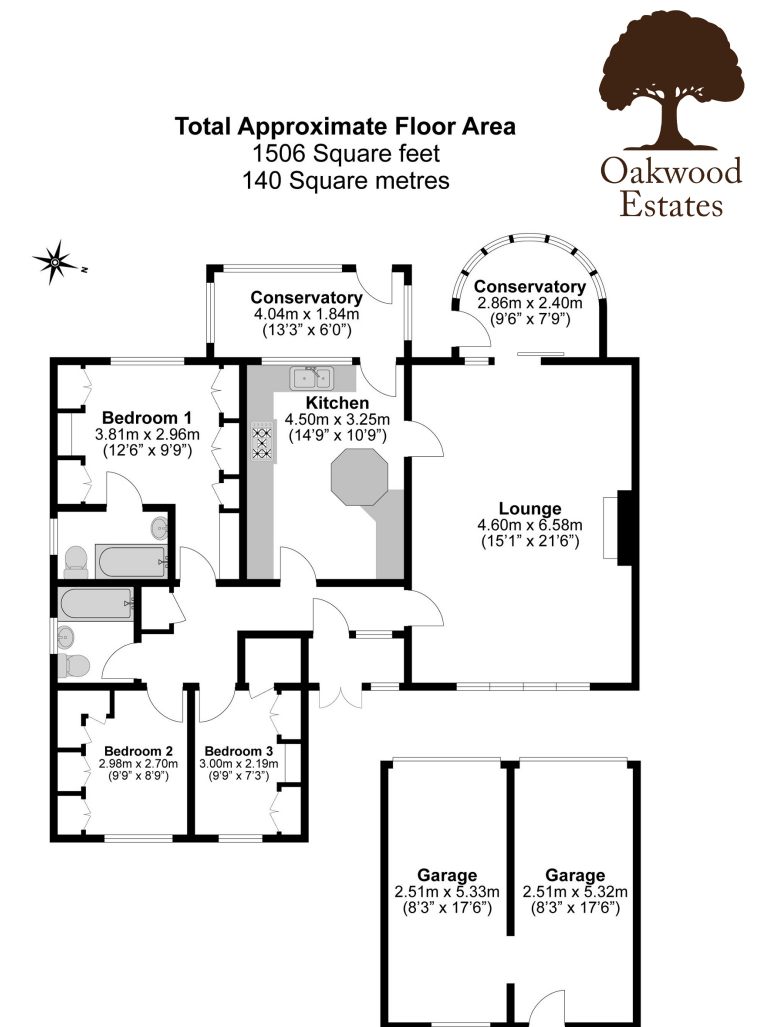 Total Approximate Floor Area
1506 Square feet
140 Square metres
Oakwood
Estates
N
Conservatory
4.04m x 1.84m
(13'3” x 6'0”)
Conservatory
2.86m x 2.40m
(9'6” x 7'9”)
Bedroom 1
3.81m x 2.96m
(12'6” x 9'9”)
Kitchen
4.50m x 3.25m
(14'9” x 10'9”)
Lounge
4.60m x 6.58m
(15'1” x 21'6”)
Bedroom 2
2.98m x 2.70m
(9'9” x 8'9”)
Bedroom 3
3.00m x 2.19m
(9'9” x 7'3”)
Garage
2.51m x 5.33m
(8'3” x 17'6”)
Garage
2.51m x 5.32m
(8'3” x 17'6”)